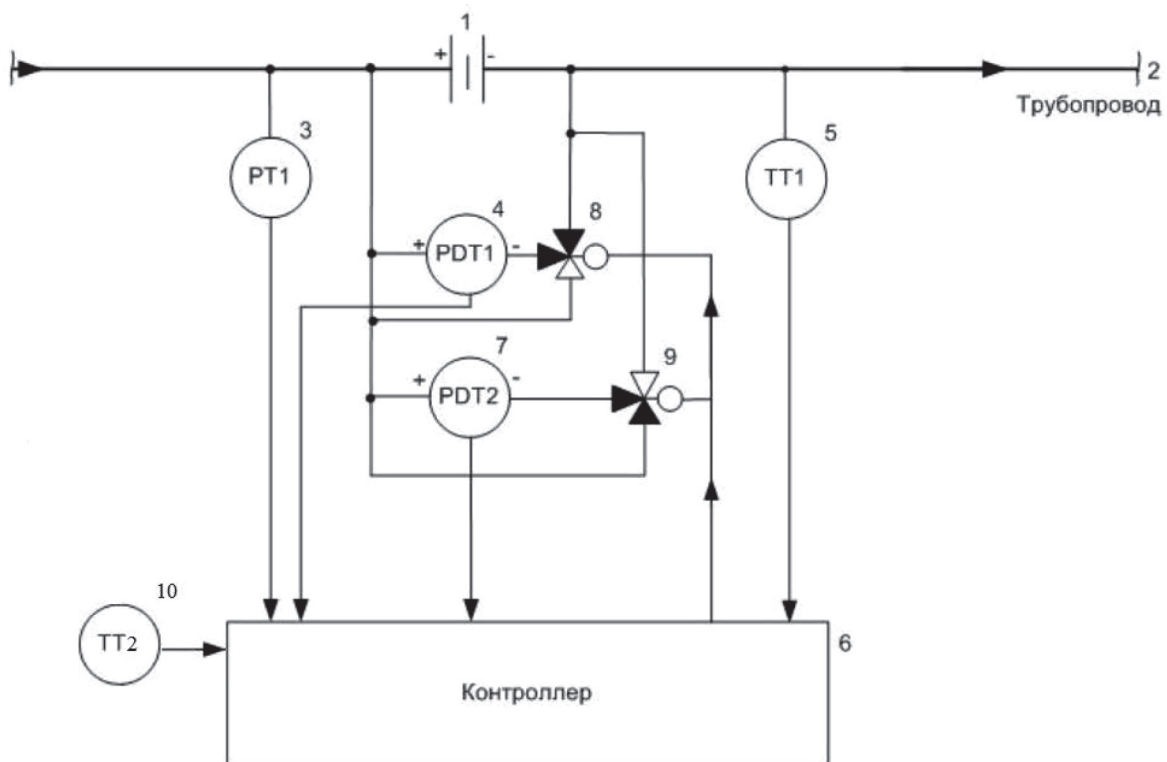 1
+ -
2
Трубопровод
3
PT1
5
TT1
4
+ PDT1 -
8
7
+ PDT2 -
9
10
TT2
6
Контроллер